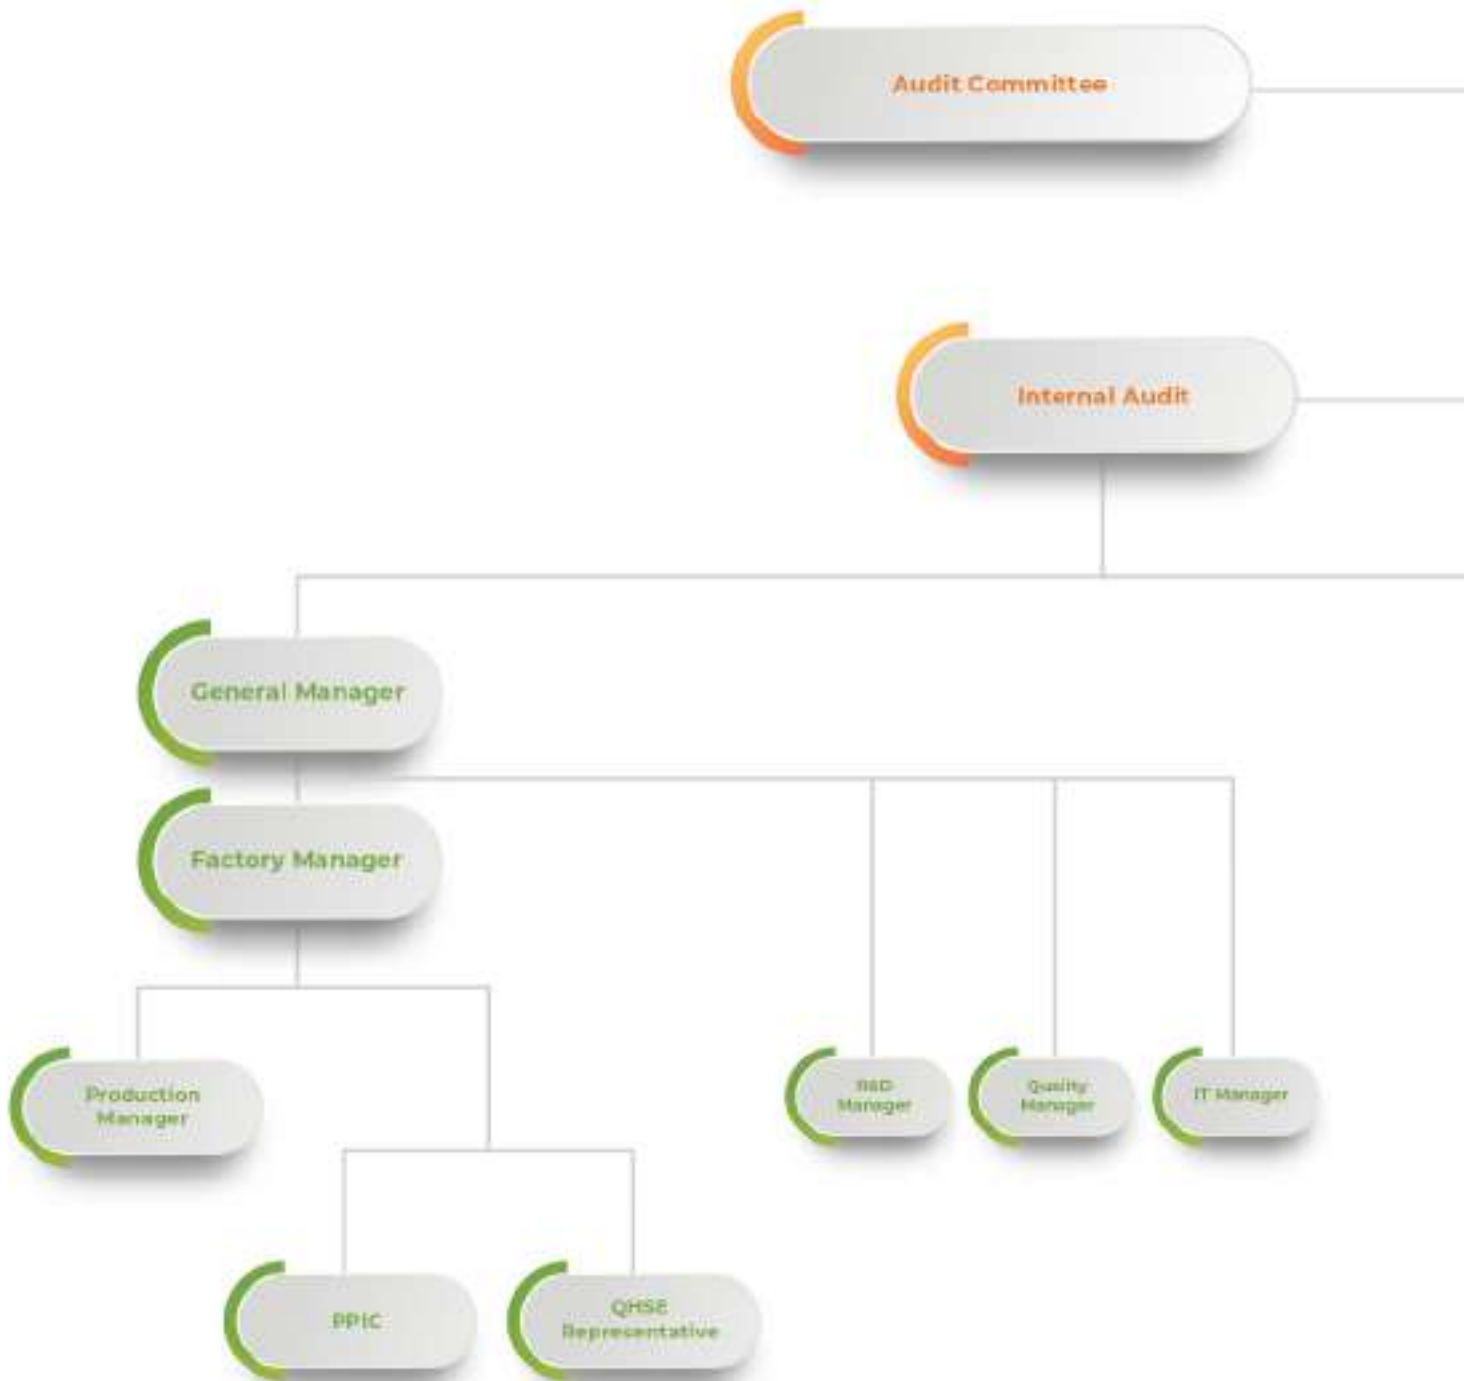 Audit Committee
Internal Audit
General Manager
Factory Manager
Production
Manager
R&D
Manager
Quality
Manager
IT Manager
PPIC
QHSE
Representative